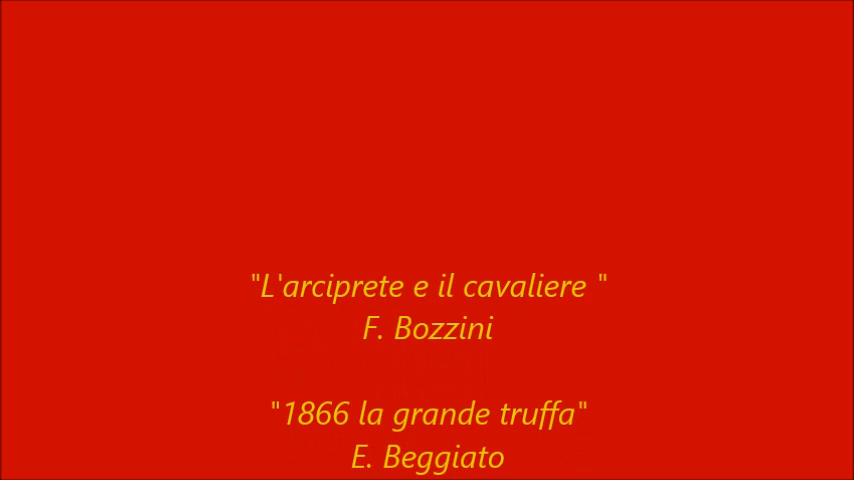 "L'arciprete e il cavaliere "
F. Bozzini
"1866 la grande truffa"
E. Beggiato